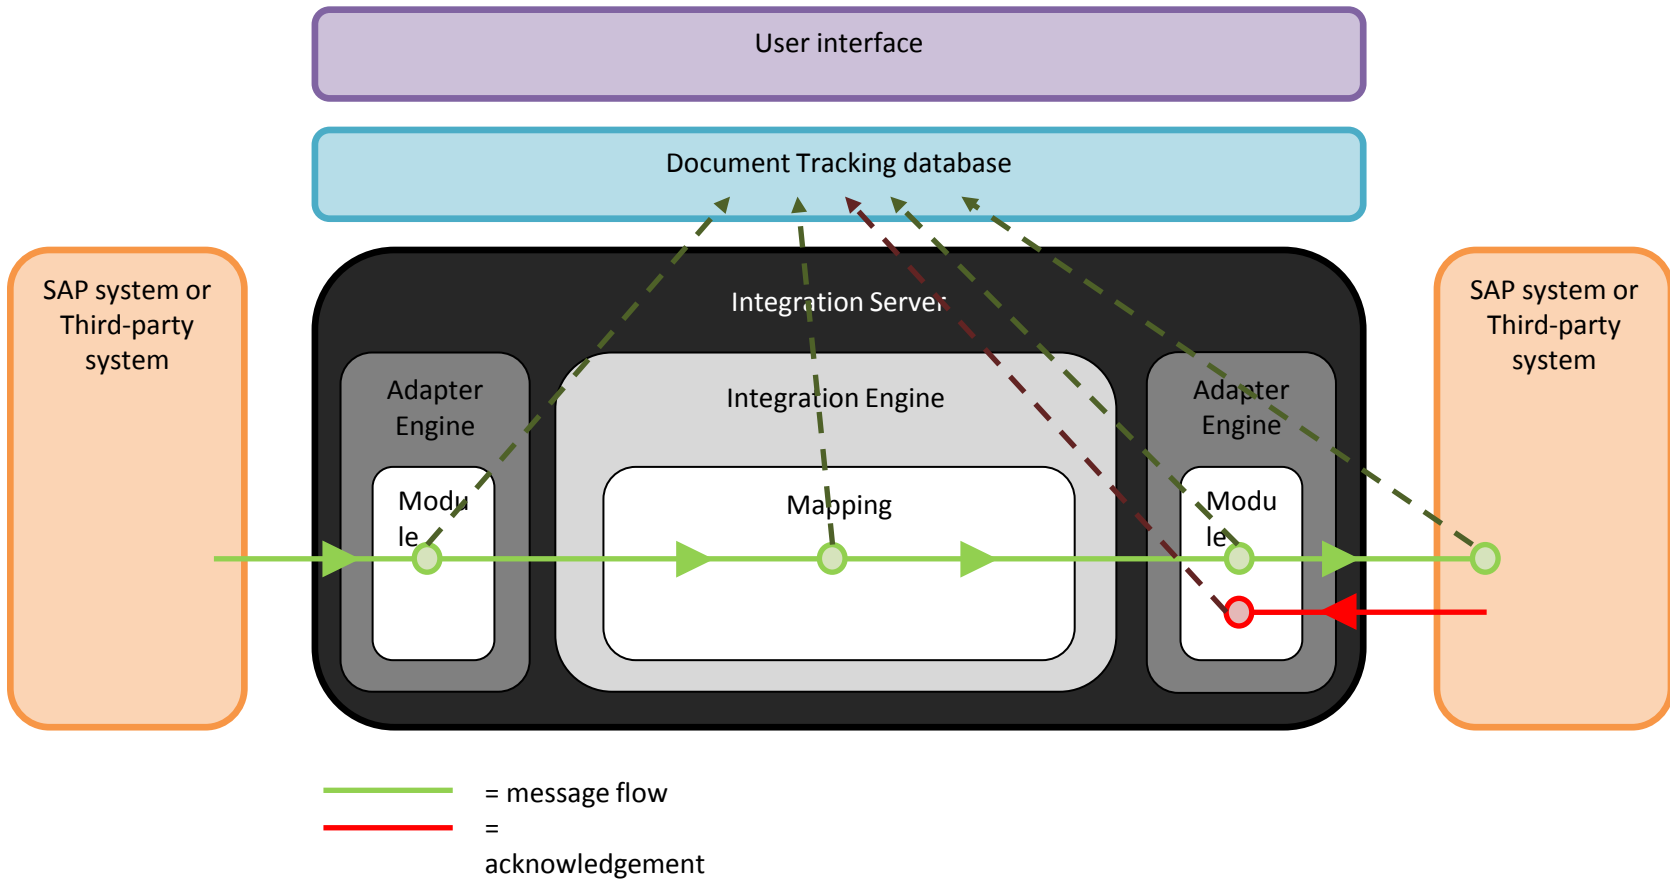 User interface
Document Tracking database
SAP system or
Third-party
system
Integration Server
Adapter
Engine
Modu
le
Integration Engine
Mapping
Adapter
Engine
Modu
le
SAP system or
Third-party
system
= message flow
=
acknowledgement